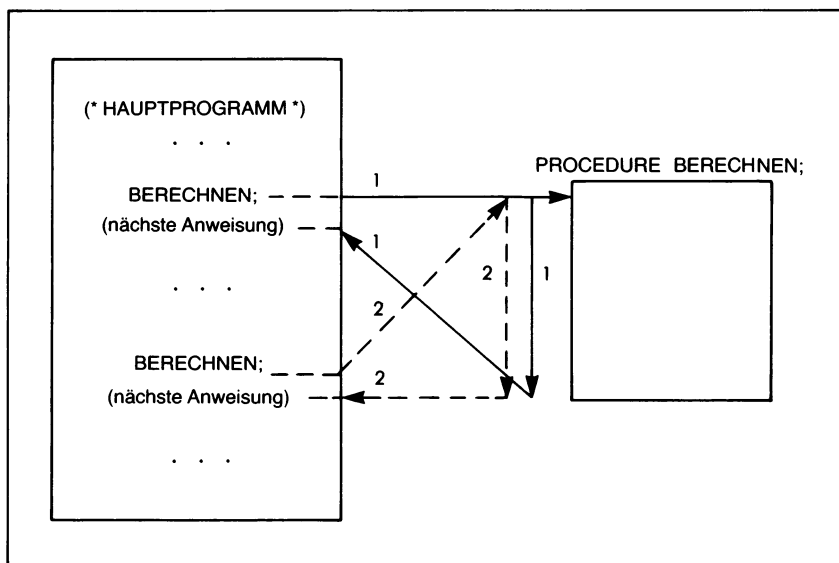 (* HAUPTPROGRAMM *)
. . .
PROCEDURE BERECHNEN;
1
BERECHNEN;
(nächste Anweisung)
1
2
1
. . .
2
BERECHNEN;
2
(nächste Anweisung)
. . .